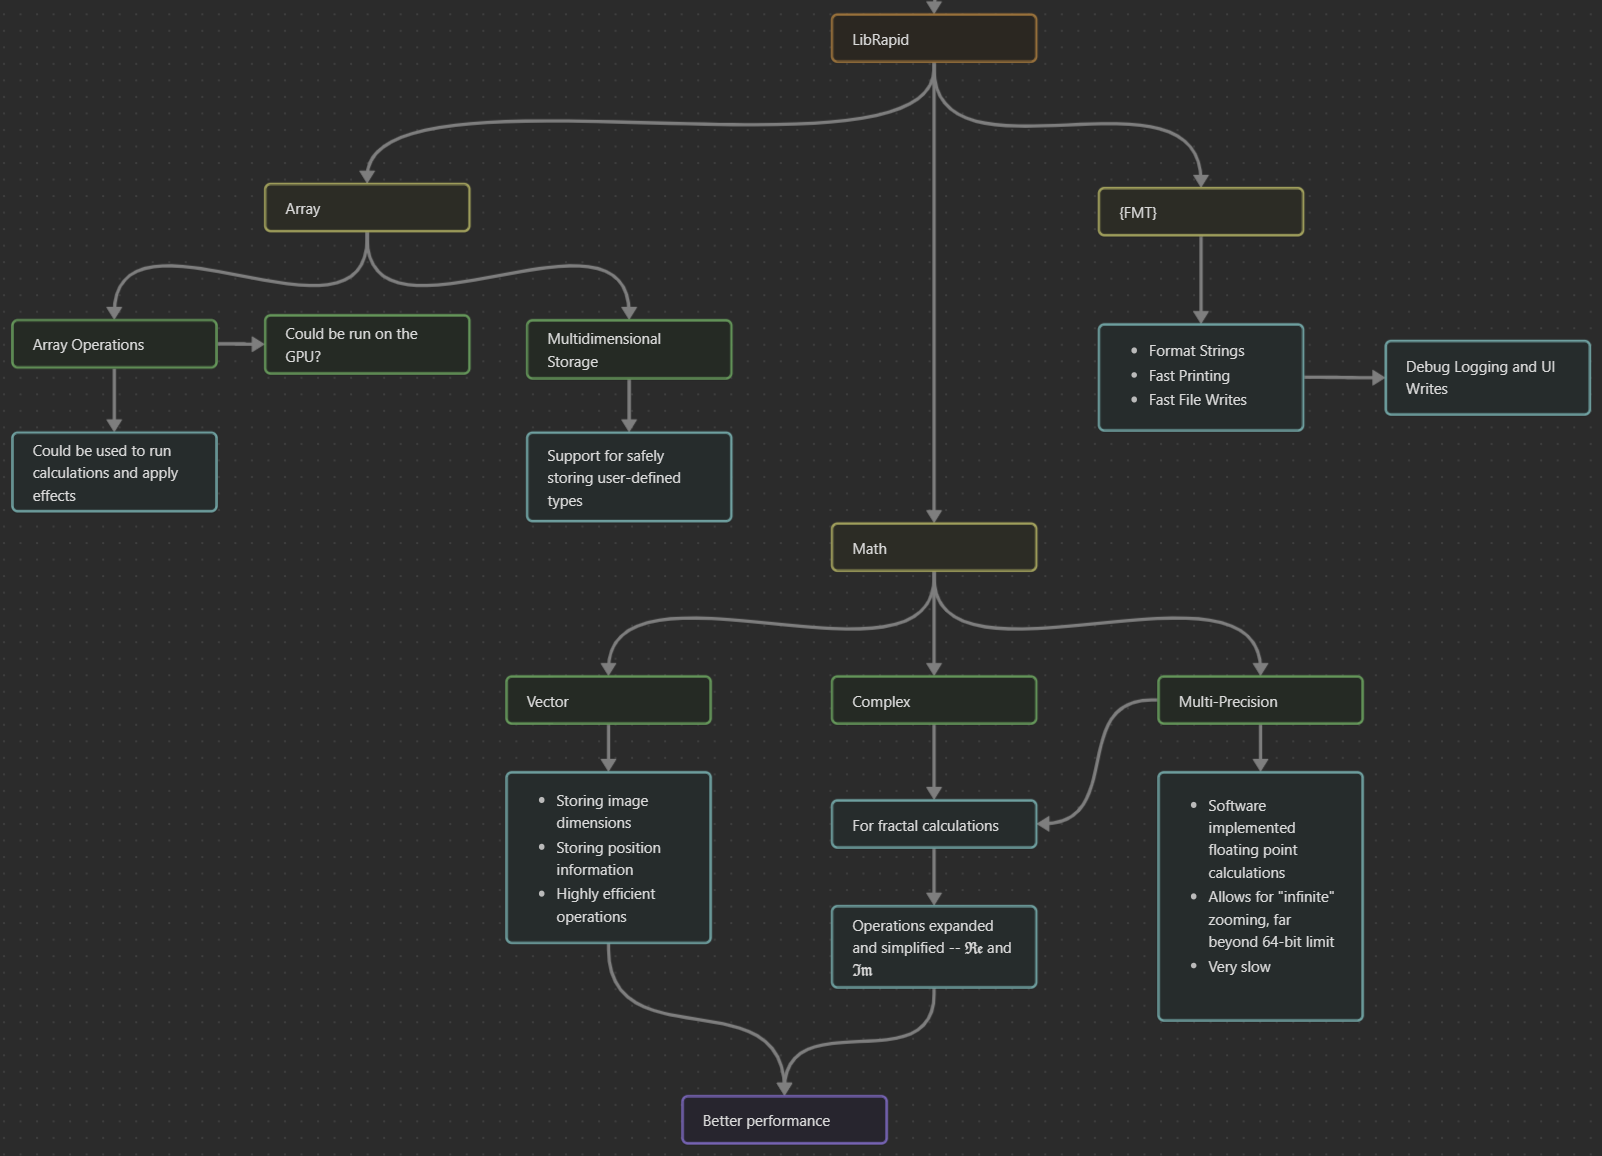 LibRapid
Array
{FMT}
Array Operations
Could be run on the
GPU?
Multidimensional
Storage
• Format Strings
• Fast Printing
• Fast File Writes
Debug Logging and UI
Writes
Could be used to run
calculations and apply
effects
Support for safely
storing user-defined
types
Math
Vector
Complex
Multi-Precision
• Storing image
dimensions
• Storing position
information
• Highly efficient
operations
For fractal calculations
Operations expanded
and simplified -- ℜ𝔢 and
ℑ𝔪
• Software
implemented
floating point
calculations
• Allows for "infinite"
zooming, far
beyond 64-bit limit
• Very slow
Better performance